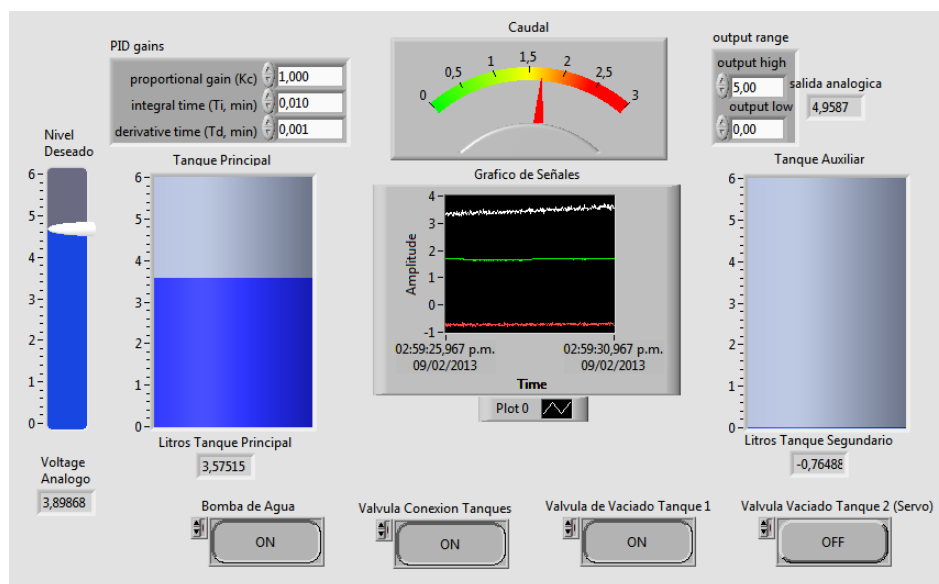 PID gains
proportional gain (Kc)
1,000
integral time (Ti, min)
0,010
derivative time (Td, min)
0,001
Caudal
0
0,5
1
1,5
2
2,5
3
output range
output high
5,00
output low
0,00
salida analogica
4,9587
Nivel
Deseado
6
5
4
3
2
1
0
Voltage
Analogo
3,89868
Tanque Principal
6
5
4
3
2
1
0
Litros Tanque Principal
3,57515
Grafico de Señales
Amplitude
4
3
2
1
0
-1
02:59:25,967 p.m.
09/02/2013
02:59:30,967 p.m.
09/02/2013
Time
Plot 0
Tanque Auxiliar
6
5
4
3
2
1
0
Litros Tanque Segundario
-0,76488
Bomba de Agua
ON
Valvula Conexion Tanques
ON
Valvula de Vaciado Tanque 1
ON
Valvula Vaciado Tanque 2 (Servo)
OFF